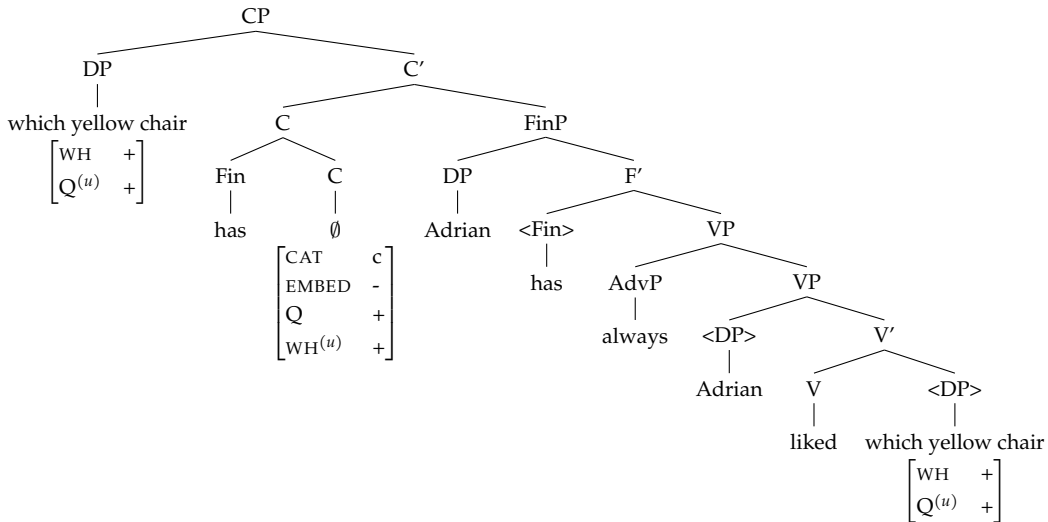 CP
DP C'
which yellow chair C FinP
WH + Fin C DP F'
Q(u) +
has ∅ Adrian <Fin> VP
CAT c has AdvP VP
EMBED -
Q + always <DP> V'
WH(u) +
Adrian V <DP>
liked which yellow chair
WH +
Q(u) +